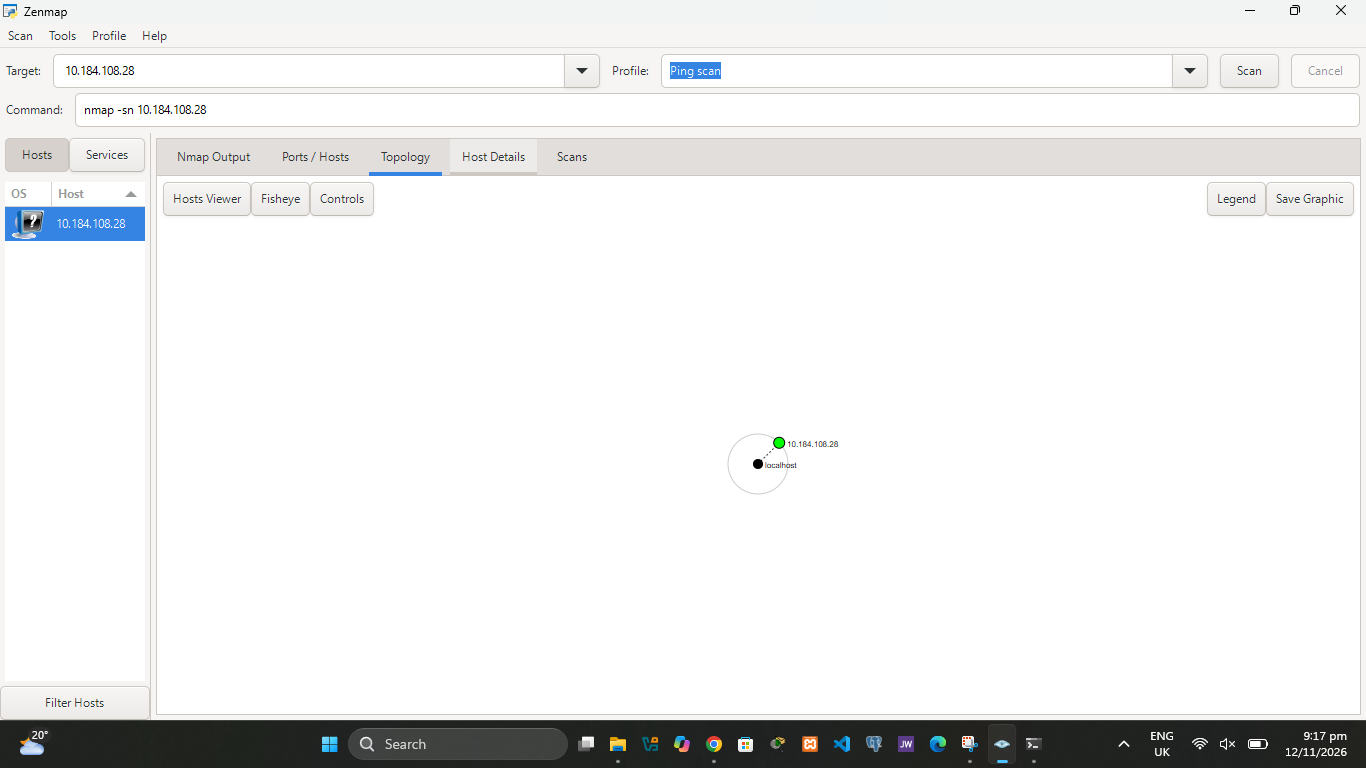 Zenmap
Scan Tools Profile Help
Target: 10.184.108.28 Profile: Ping scan Scan Cancel
Command: nmap -sn 10.184.108.28
Hosts Services Nmap Output Ports / Hosts Topology Host Details Scans
OS Host Hosts Viewer Fisheye Controls Legend Save Graphic
? 10.184.108.28
10.184.108.28
localhost
Filter Hosts
20° Search JW ENG 9:17 pm
UK 12/11/2026